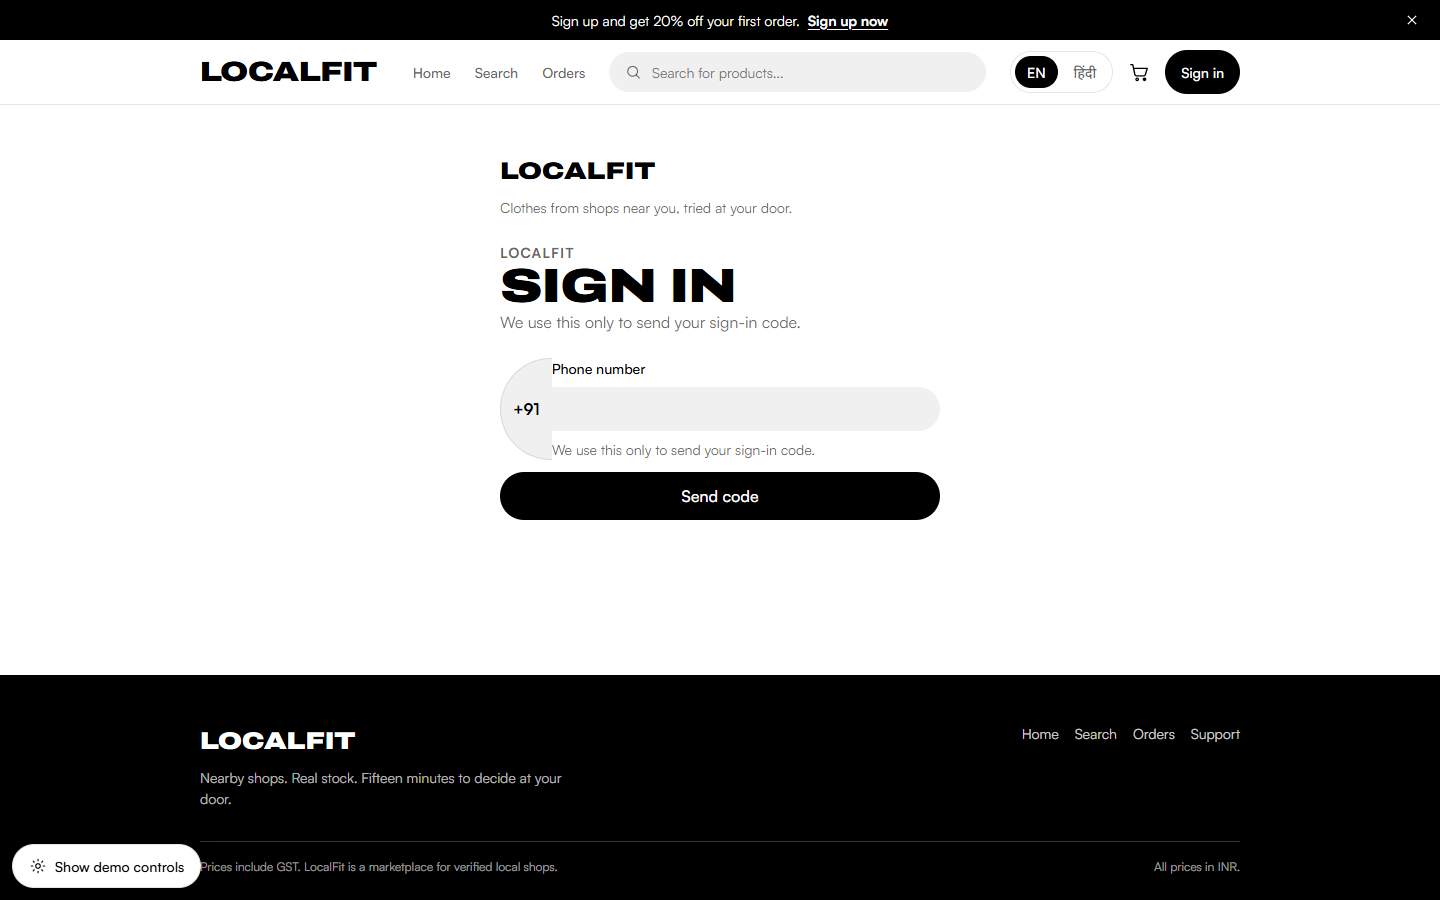 Sign up and get 20% off your first order. Sign up now
LOCALFIT
Home
Search
Orders
Search for products...
EN
हिंदी
Sign in
LOCALFIT
Clothes from shops near you, tried at your door.
LOCALFIT
SIGN IN
We use this only to send your sign-in code.
Phone number
+91
We use this only to send your sign-in code.
Send code
LOCALFIT
Home
Search
Orders
Support
Nearby shops. Real stock. Fifteen minutes to decide at your
door.
Show demo controls
Prices include GST. LocalFit is a marketplace for verified local shops.
All prices in INR.